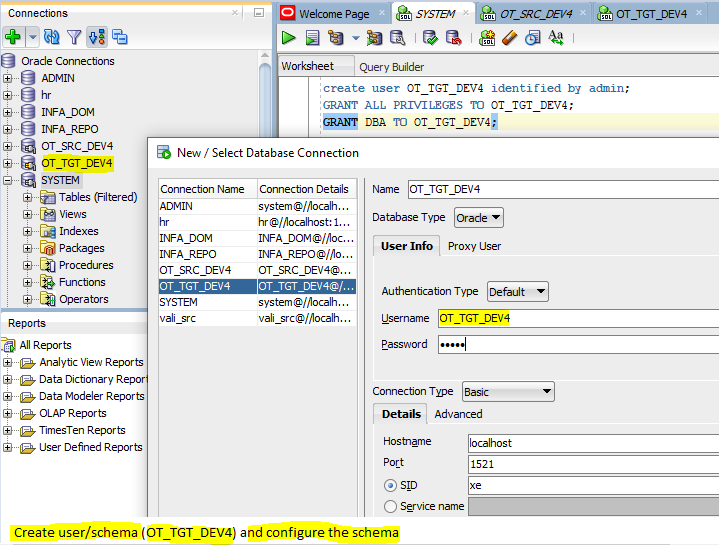 Connections
Welcome Page
SYSTEM
OT_SRC_DEV4
OT_TGT_DEV4
Oracle Connections
ADMIN
hr
INFA_DOM
INFA_REPO
OT_SRC_DEV4
OT_TGT_DEV4
SYSTEM
Tables (Filtered)
Views
Indexes
Packages
Procedures
Functions
Operators
Worksheet
Query Builder
create user OT_TGT_DEV4 identified by admin;
GRANT ALL PRIVILEGES TO OT_TGT_DEV4;
GRANT DBA TO OT_TGT_DEV4;
New / Select Database Connection
Connection Name Connection Details
ADMIN system@//localh...
hr hr@//localhost:1...
INFA_DOM INFA_DOM@//loc...
INFA_REPO INFA_REPO@//lo...
OT_SRC_DEV4 OT_SRC_DEV4@...
OT_TGT_DEV4 OT_TGT_DEV4@/...
SYSTEM system@//localh...
vali_src vali_src@//localh...
Name OT_TGT_DEV4
Database Type Oracle
User Info Proxy User
Authentication Type Default
Username OT_TGT_DEV4
Password •••••
Connection Type Basic
Details Advanced
Hostname localhost
Port 1521
SID xe
Service name
Reports
All Reports
Analytic View Reports
Data Dictionary Report
Data Modeler Reports
OLAP Reports
TimesTen Reports
User Defined Reports
Create user/schema (OT_TGT_DEV4) and configure the schema